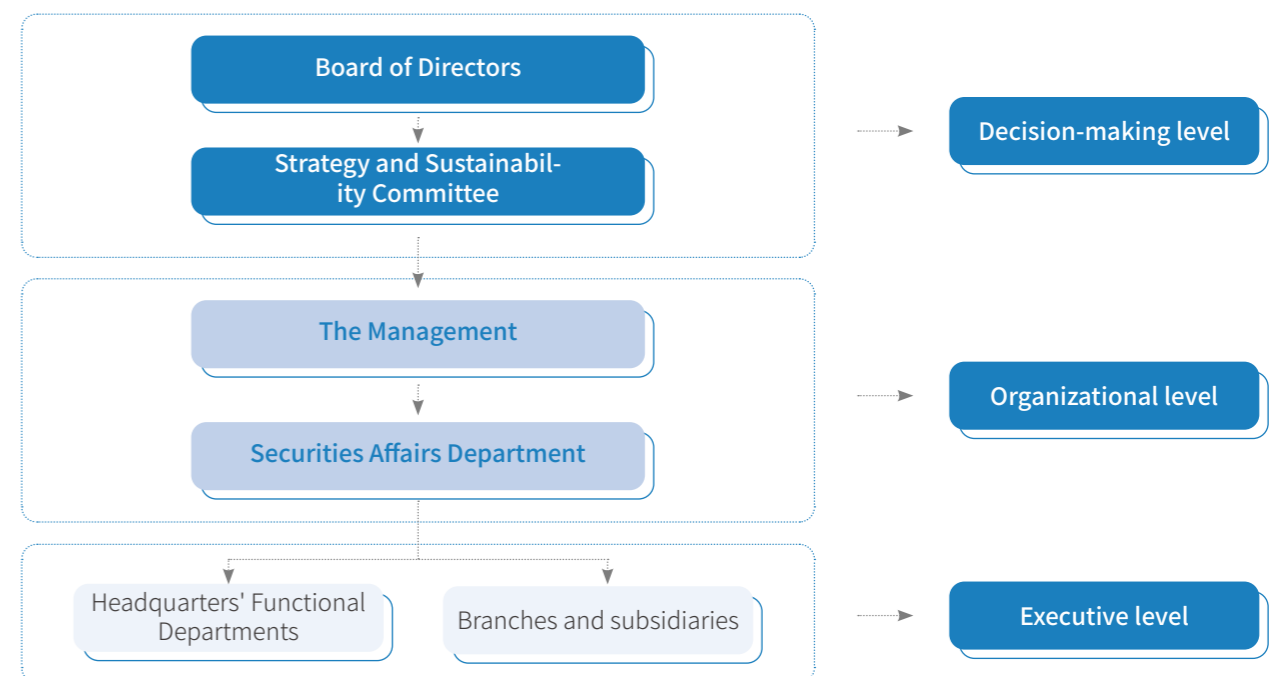 Board of Directors
Decision-making level
Strategy and Sustainabil-
ity Committee
The Management
Organizational level
Securities Affairs Department
Headquarters' Functional
Departments
Branches and subsidiaries
Executive level